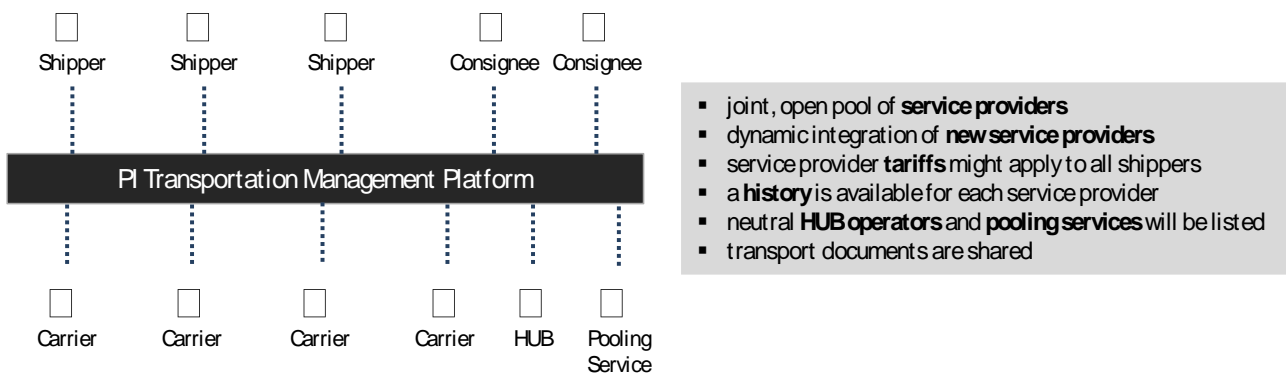 Shipper Shipper Shipper Consignee Consignee
PI Transportation Management Platform
Carrier Carrier Carrier Carrier HUB Pooling
Service
▪ joint, open pool of service providers
▪ dynamic integration of new service providers
▪ service provider tariffs might apply to all shippers
▪ a history is available for each service provider
▪ neutral HUB operators and pooling services will be listed
▪ transport documents are shared